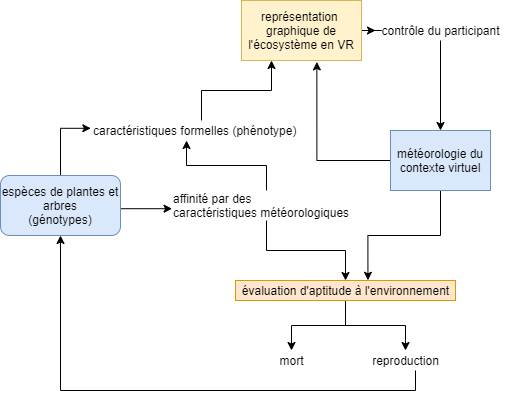 représentation
graphique de
l'écosystème en VR
contrôle du participant
caractéristiques formelles (phénotype)
météorologie du
contexte virtuel
espèces de plantes et
arbres
(génotypes)
affinité par des
caractéristiques météorologiques
évaluation d'aptitude à l'environnement
mort
reproduction